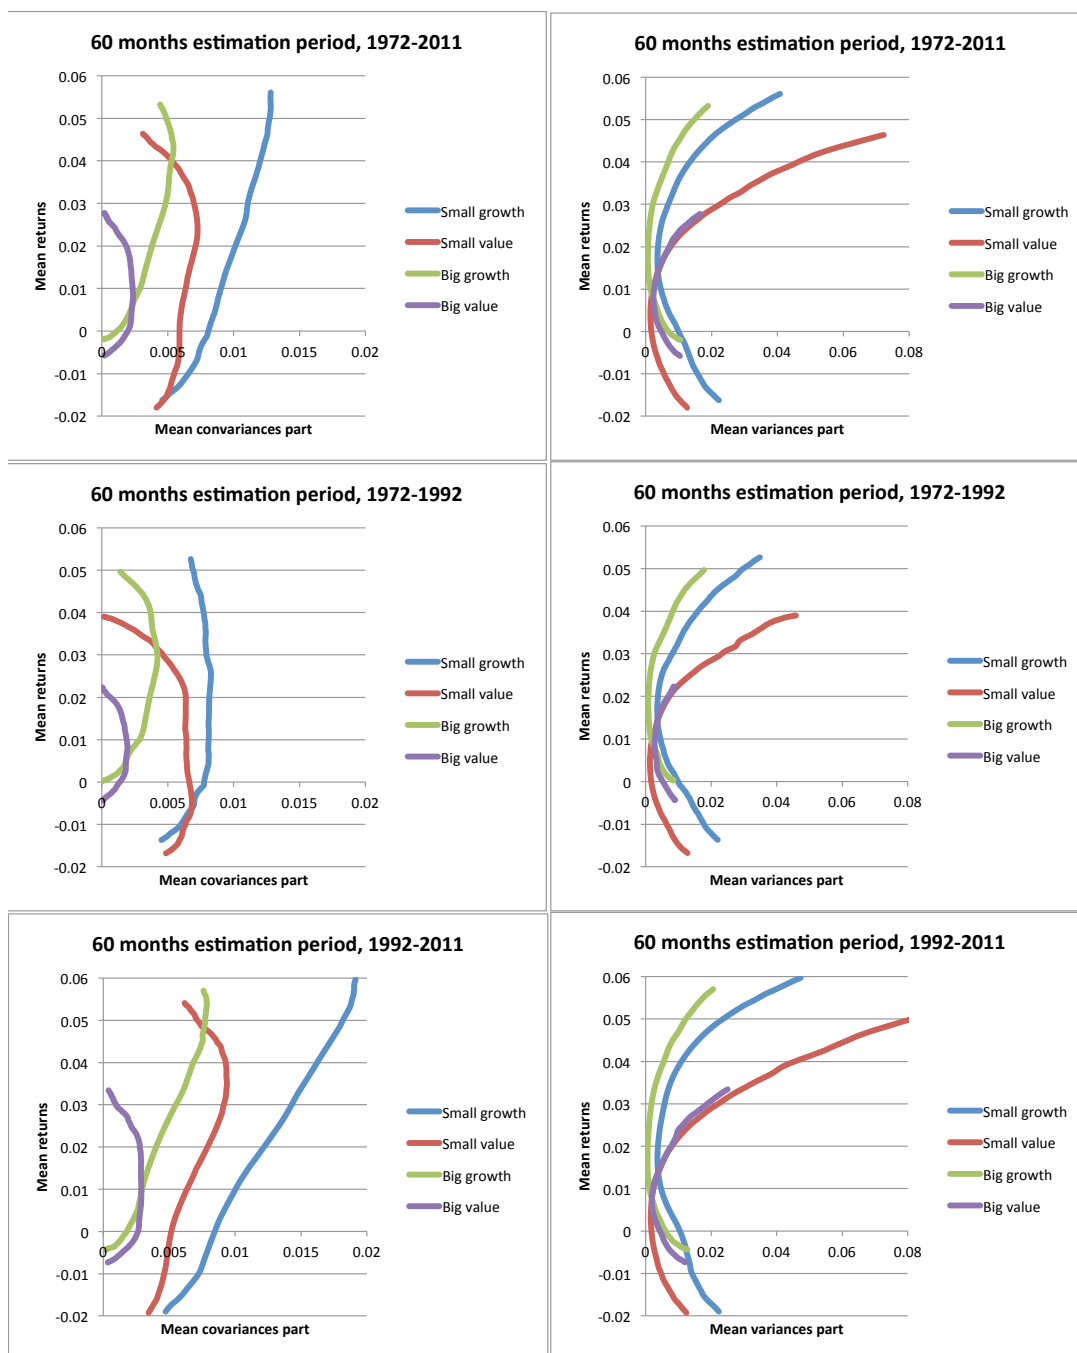 60 months estimation period, 1972-2011
0.06
0.05
0.04
0.03
0.02
0.01
0
-0.01
-0.02
Mean returns
0 0.005 0.01 0.015 0.02
Mean convariances part
Small growth
Small value
Big growth
Big value
60 months estimation period, 1972-2011
0.06
0.05
0.04
0.03
0.02
0.01
0
-0.01
-0.02
Mean returns
0 0.02 0.04 0.06 0.08
Mean variances part
Small growth
Small value
Big growth
Big value
60 months estimation period, 1972-1992
0.06
0.05
0.04
0.03
0.02
0.01
0
-0.01
-0.02
Mean returns
0 0.005 0.01 0.015 0.02
Mean covariances part
Small growth
Small value
Big growth
Big value
60 months estimation period, 1972-1992
0.06
0.05
0.04
0.03
0.02
0.01
0
-0.01
-0.02
Mean returns
0 0.02 0.04 0.06 0.08
Mean variances part
Small growth
Small value
Big growth
Big value
60 months estimation period, 1992-2011
0.06
0.05
0.04
0.03
0.02
0.01
0
-0.01
-0.02
Mean returns
0 0.005 0.01 0.015 0.02
Mean covariances part
Small growth
Small value
Big growth
Big value
60 months estimation period, 1992-2011
0.06
0.05
0.04
0.03
0.02
0.01
0
-0.01
-0.02
Mean returns
0 0.02 0.04 0.06 0.08
Mean variances part
Small growth
Small value
Big growth
Big value